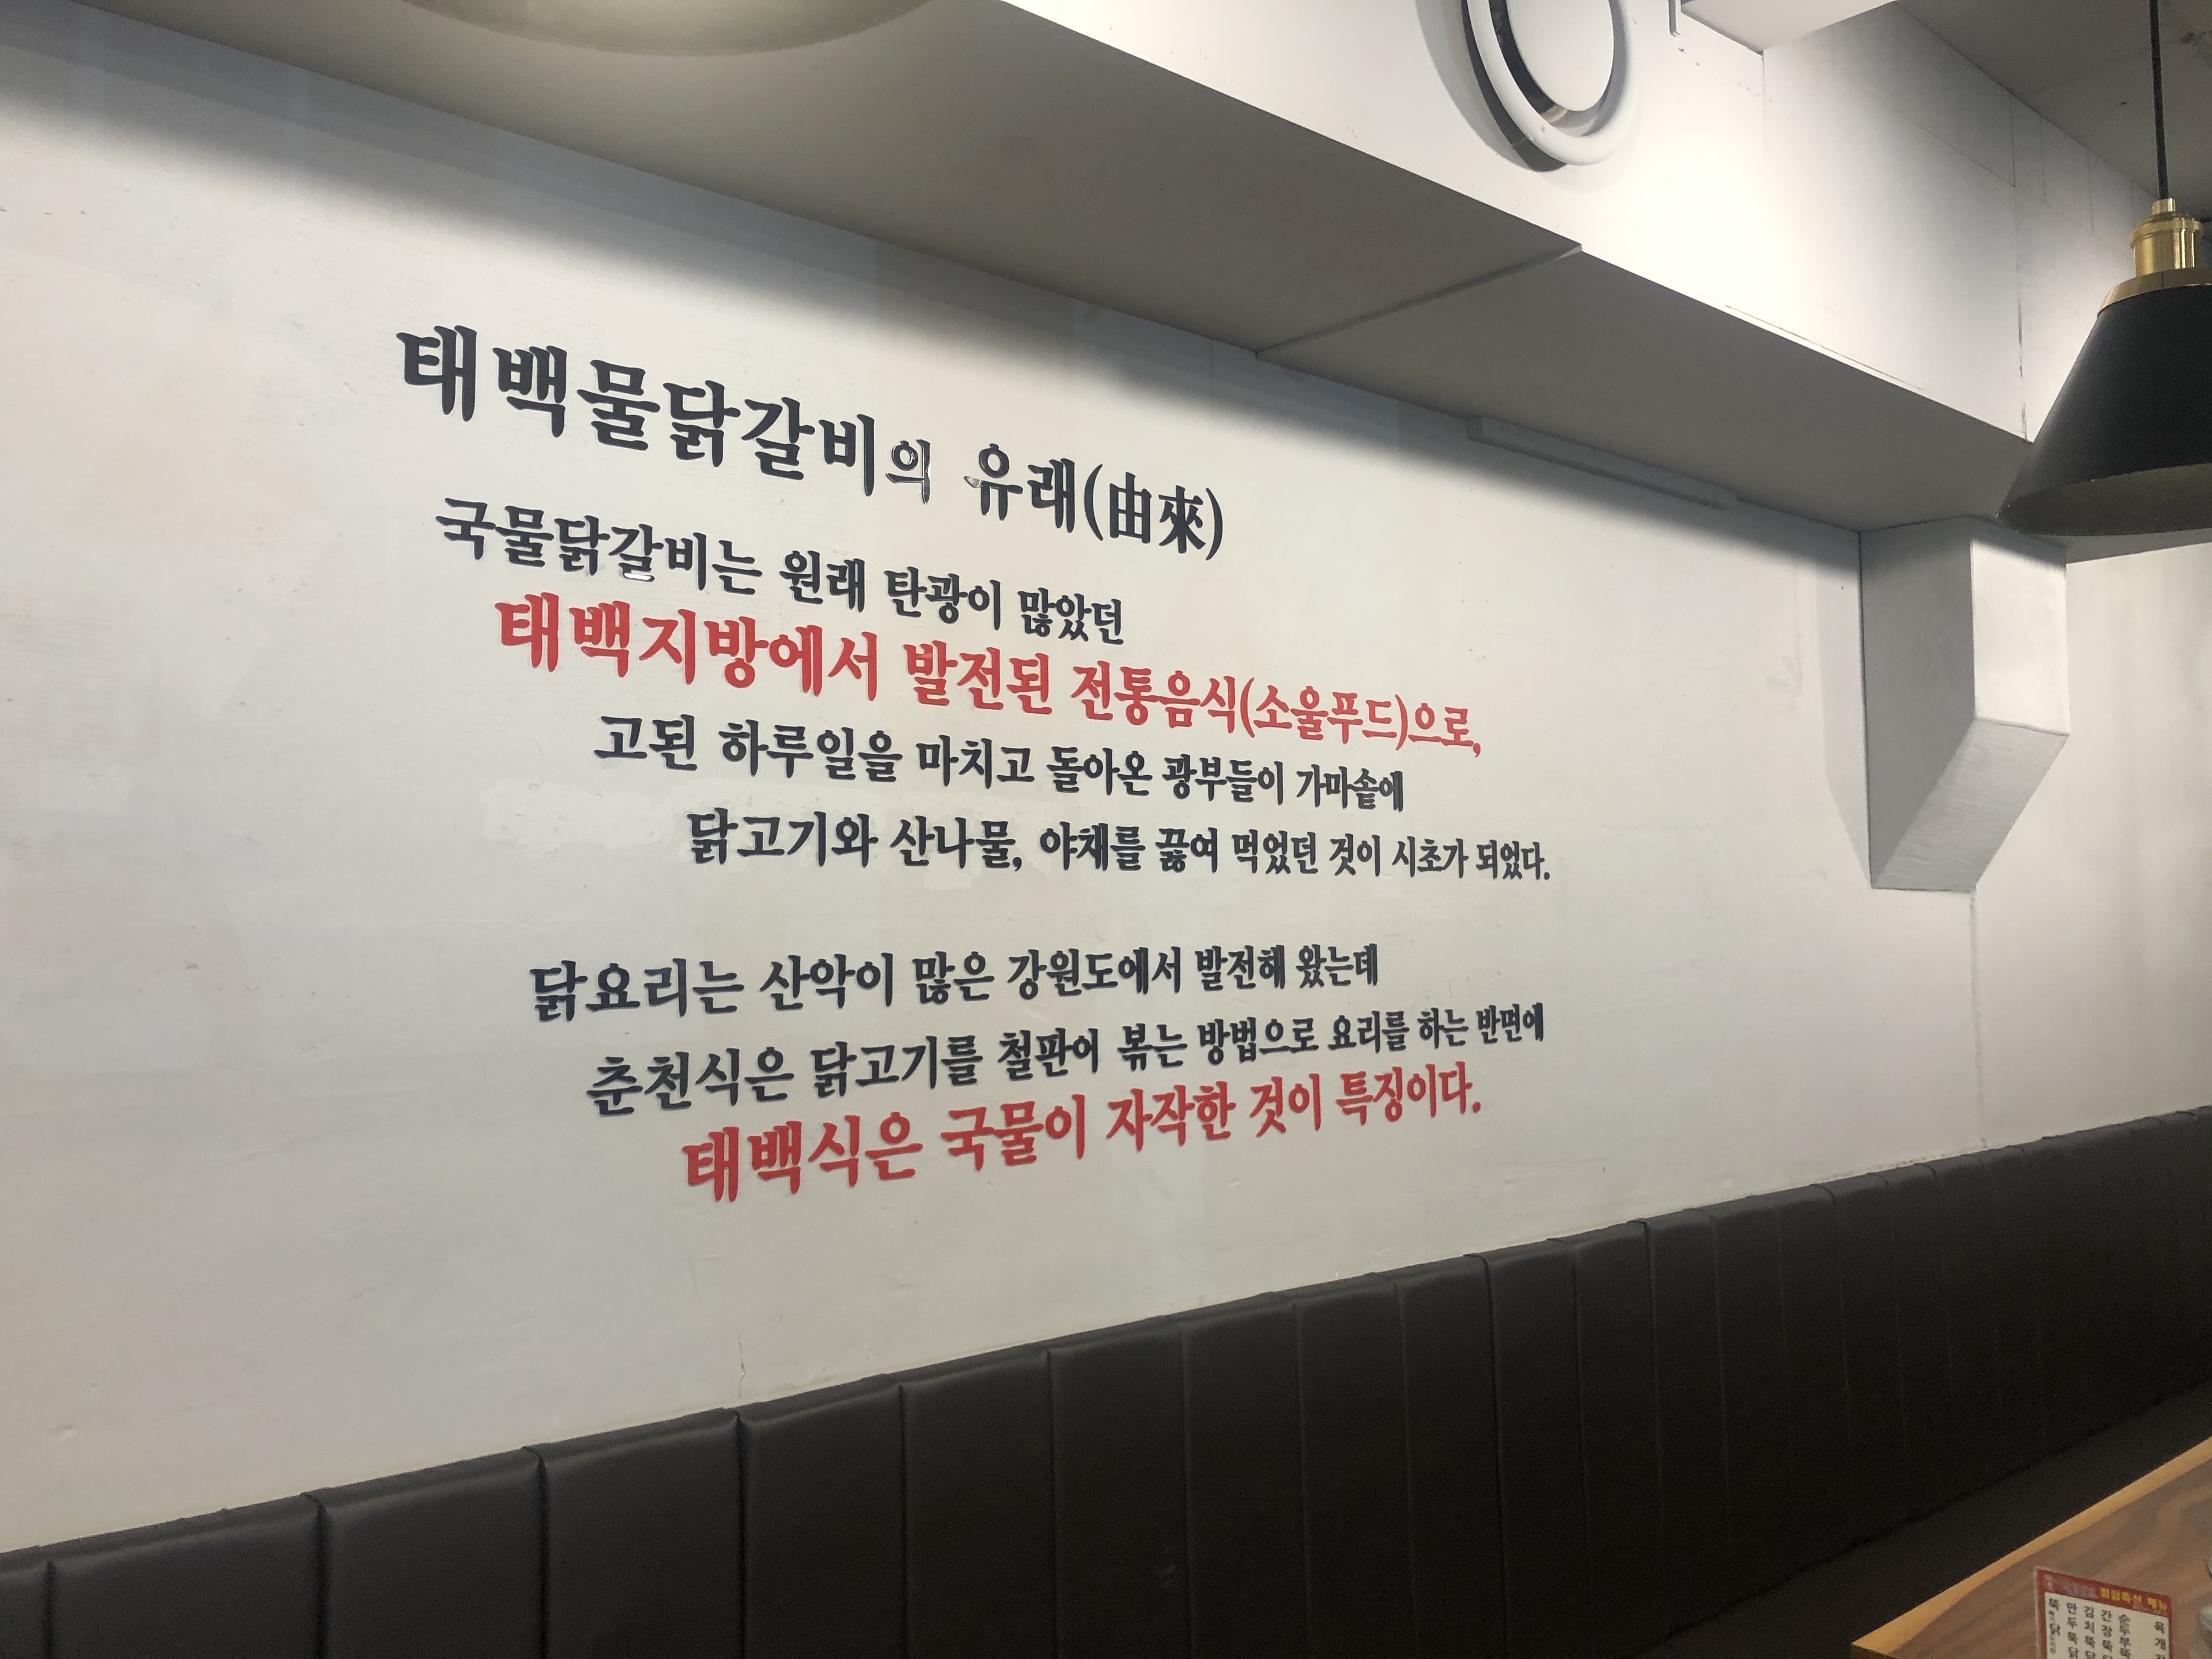 태백물닭갈비의 유래(由來)
국물닭갈비는 원래 탄광이 많았던
태백지방에서 발전된 전통음식(소울푸드)으로,
고된 하루일을 마치고 돌아온 광부들이 가마솥에
닭고기와 산나물, 야채를 끓여 먹었던 것이 시초가 되었다.
닭요리는 산악이 많은 강원도에서 발전해 왔는데
춘천식은 닭고기를 철판이 볶는 방법으로 요리를 하는 반면에
태백식은 국물이 자작한 것이 특징이다.
점심특선 메뉴